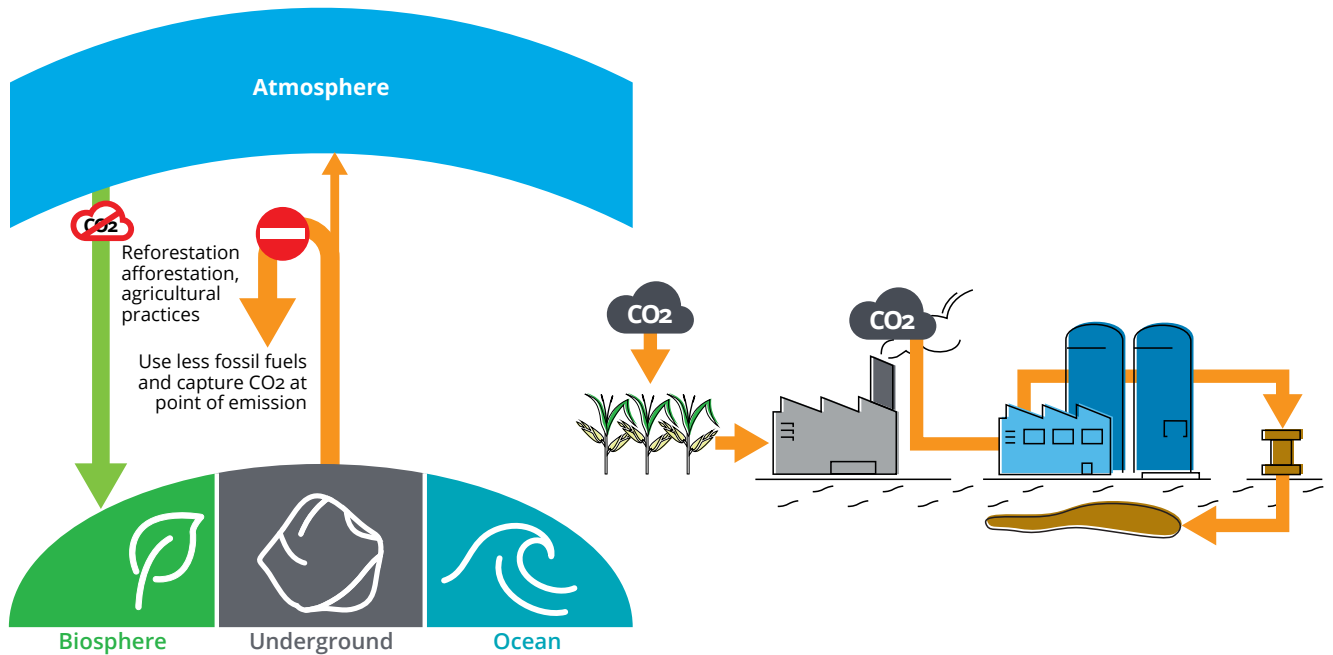 Atmosphere
CO2
Reforestation
afforestation,
agricultural
practices
Use less fossil fuels
and capture CO2 at
point of emission
Biosphere
Underground
Ocean
CO2
CO2